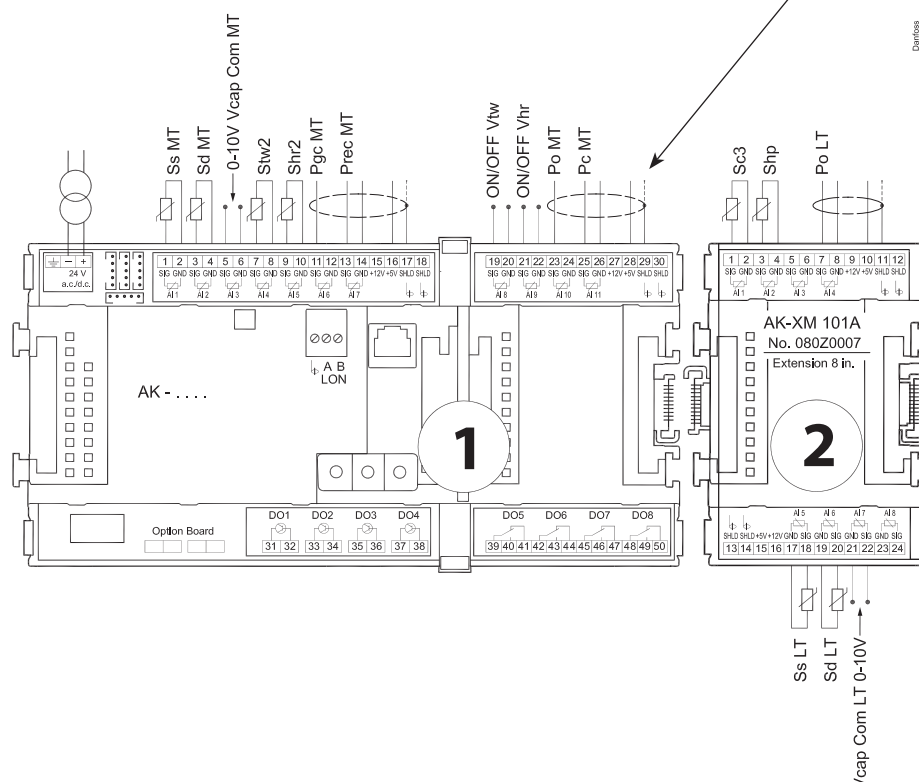 Danfoss
Ss MT
Sd MT
0-10V Vcap Com MT
Stw2
Shr2
Pgc MT
Prec MT
ON/OFF Vtw
ON/OFF Vhr
Po MT
Pc MT
Sc3
Shp
Po LT
− +
24 V
a.c./d.c.
1 2 3 4 5 6 7 8 9 10 11 12 13 14 15 16 17 18
SIG GND SIG GND SIG GND SIG GND SIG GND SIG GND SIG GND +12V +5V SHLD SHLD
AI 1 AI 2 AI 3 AI 4 AI 5 AI 6 AI 7
19 20 21 22 23 24 25 26 27 28 29 30
SIG GND SIG GND SIG GND SIG GND +12V +5V SHLD SHLD
AI 8 AI 9 AI 10 AI 11
1 2 3 4 5 6 7 8 9 10 11 12
SIG GND SIG GND SIG GND SIG GND +12V +5V SHLD SHLD
AI 1 AI 2 AI 3 AI 4
AK-XM 101A
No. 080Z0007
Extension 8 in.
A B
LON
AK - . . . .
1
2
Option Board
DO1 DO2 DO3 DO4
31 32 33 34 35 36 37 38
DO5 DO6 DO7 DO8
39 40 41 42 43 44 45 46 47 48 49 50
AI 5 AI 6 AI 7 AI 8
SHLD SHLD +5V +12V GND SIG GND SIG GND SIG GND SIG
13 14 15 16 17 18 19 20 21 22 23 24
Ss LT
Sd LT
Vcap Com LT 0-10V